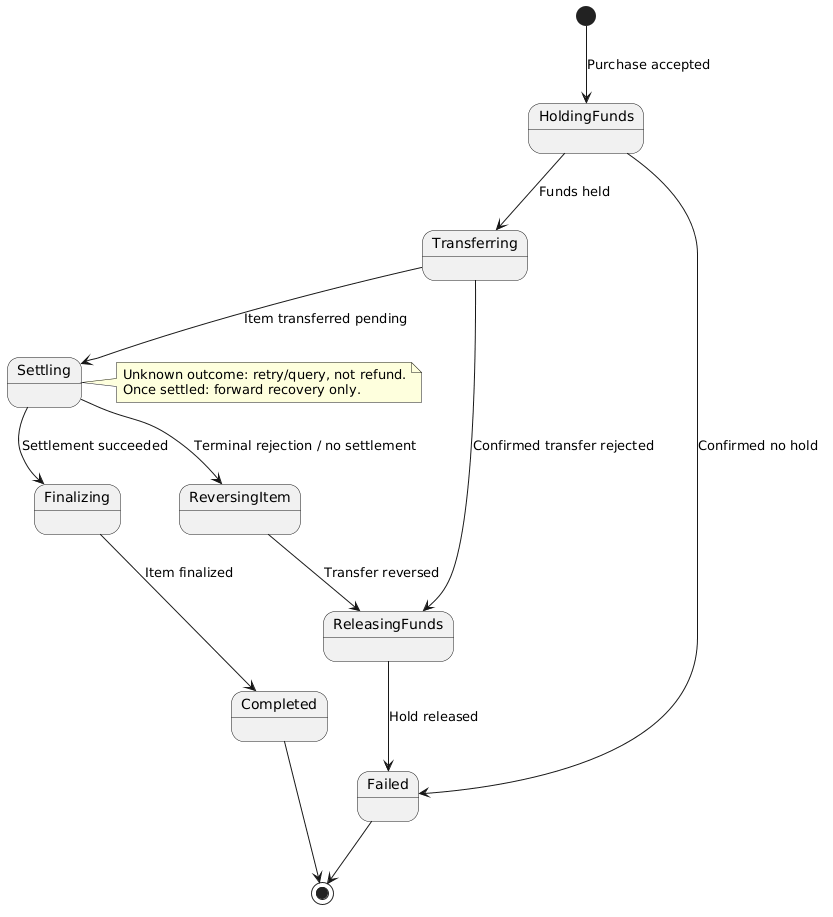 Purchase accepted
HoldingFunds
Funds held
Transferring
Item transferred pending
Settling
Unknown outcome: retry/query, not refund.
Once settled: forward recovery only.
Settlement succeeded
Terminal rejection / no settlement
Confirmed transfer rejected
Confirmed no hold
Finalizing
ReversingItem
Item finalized
Transfer reversed
ReleasingFunds
Completed
Hold released
Failed